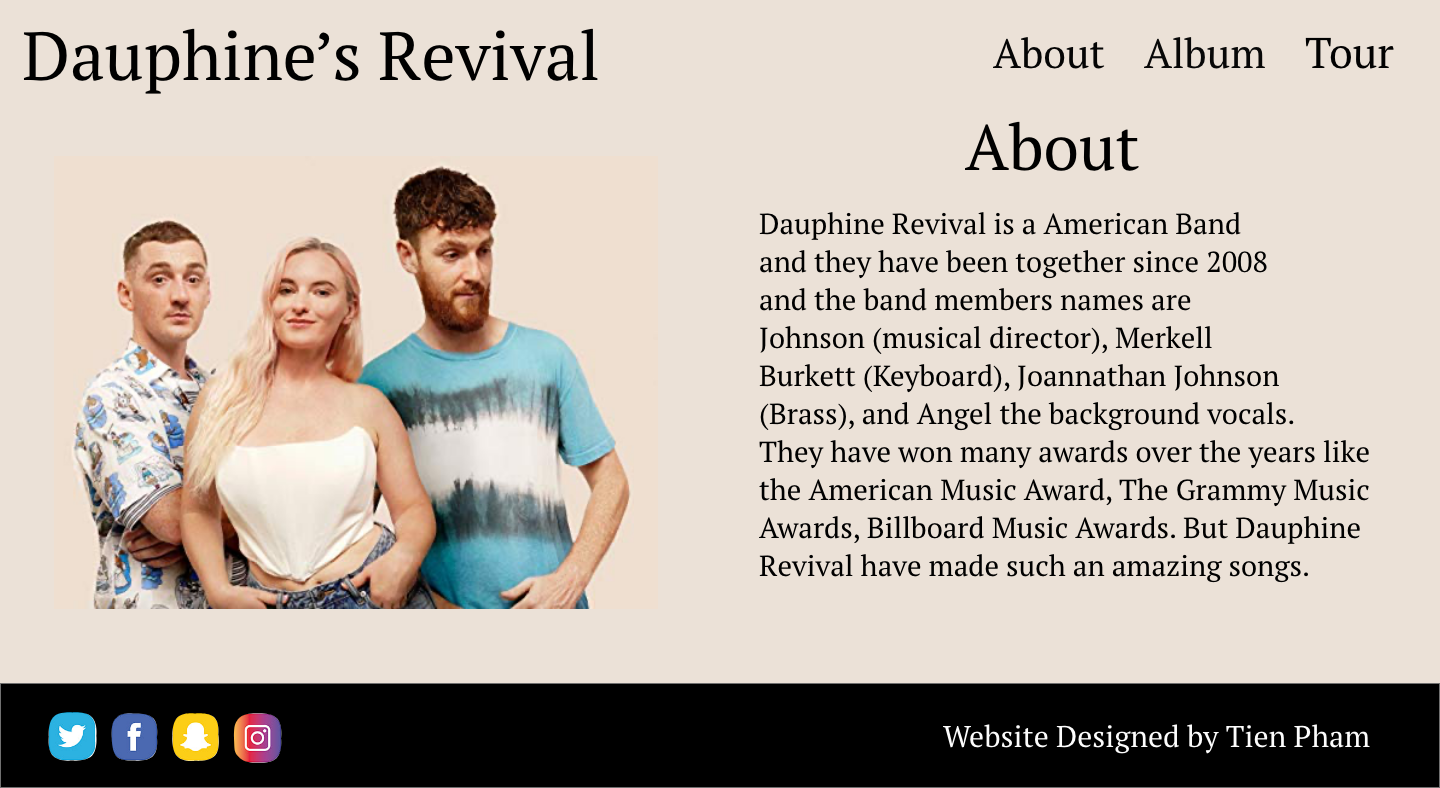 Dauphine’s Revival
About Album Tour
About
Dauphine Revival is a American Band
and they have been together since 2008
and the band members names are
Johnson (musical director), Merkell
Burkett (Keyboard), Joannathan Johnson
(Brass), and Angel the background vocals.
They have won many awards over the years like
the American Music Award, The Grammy Music
Awards, Billboard Music Awards. But Dauphine
Revival have made such an amazing songs.
Website Designed by Tien Pham